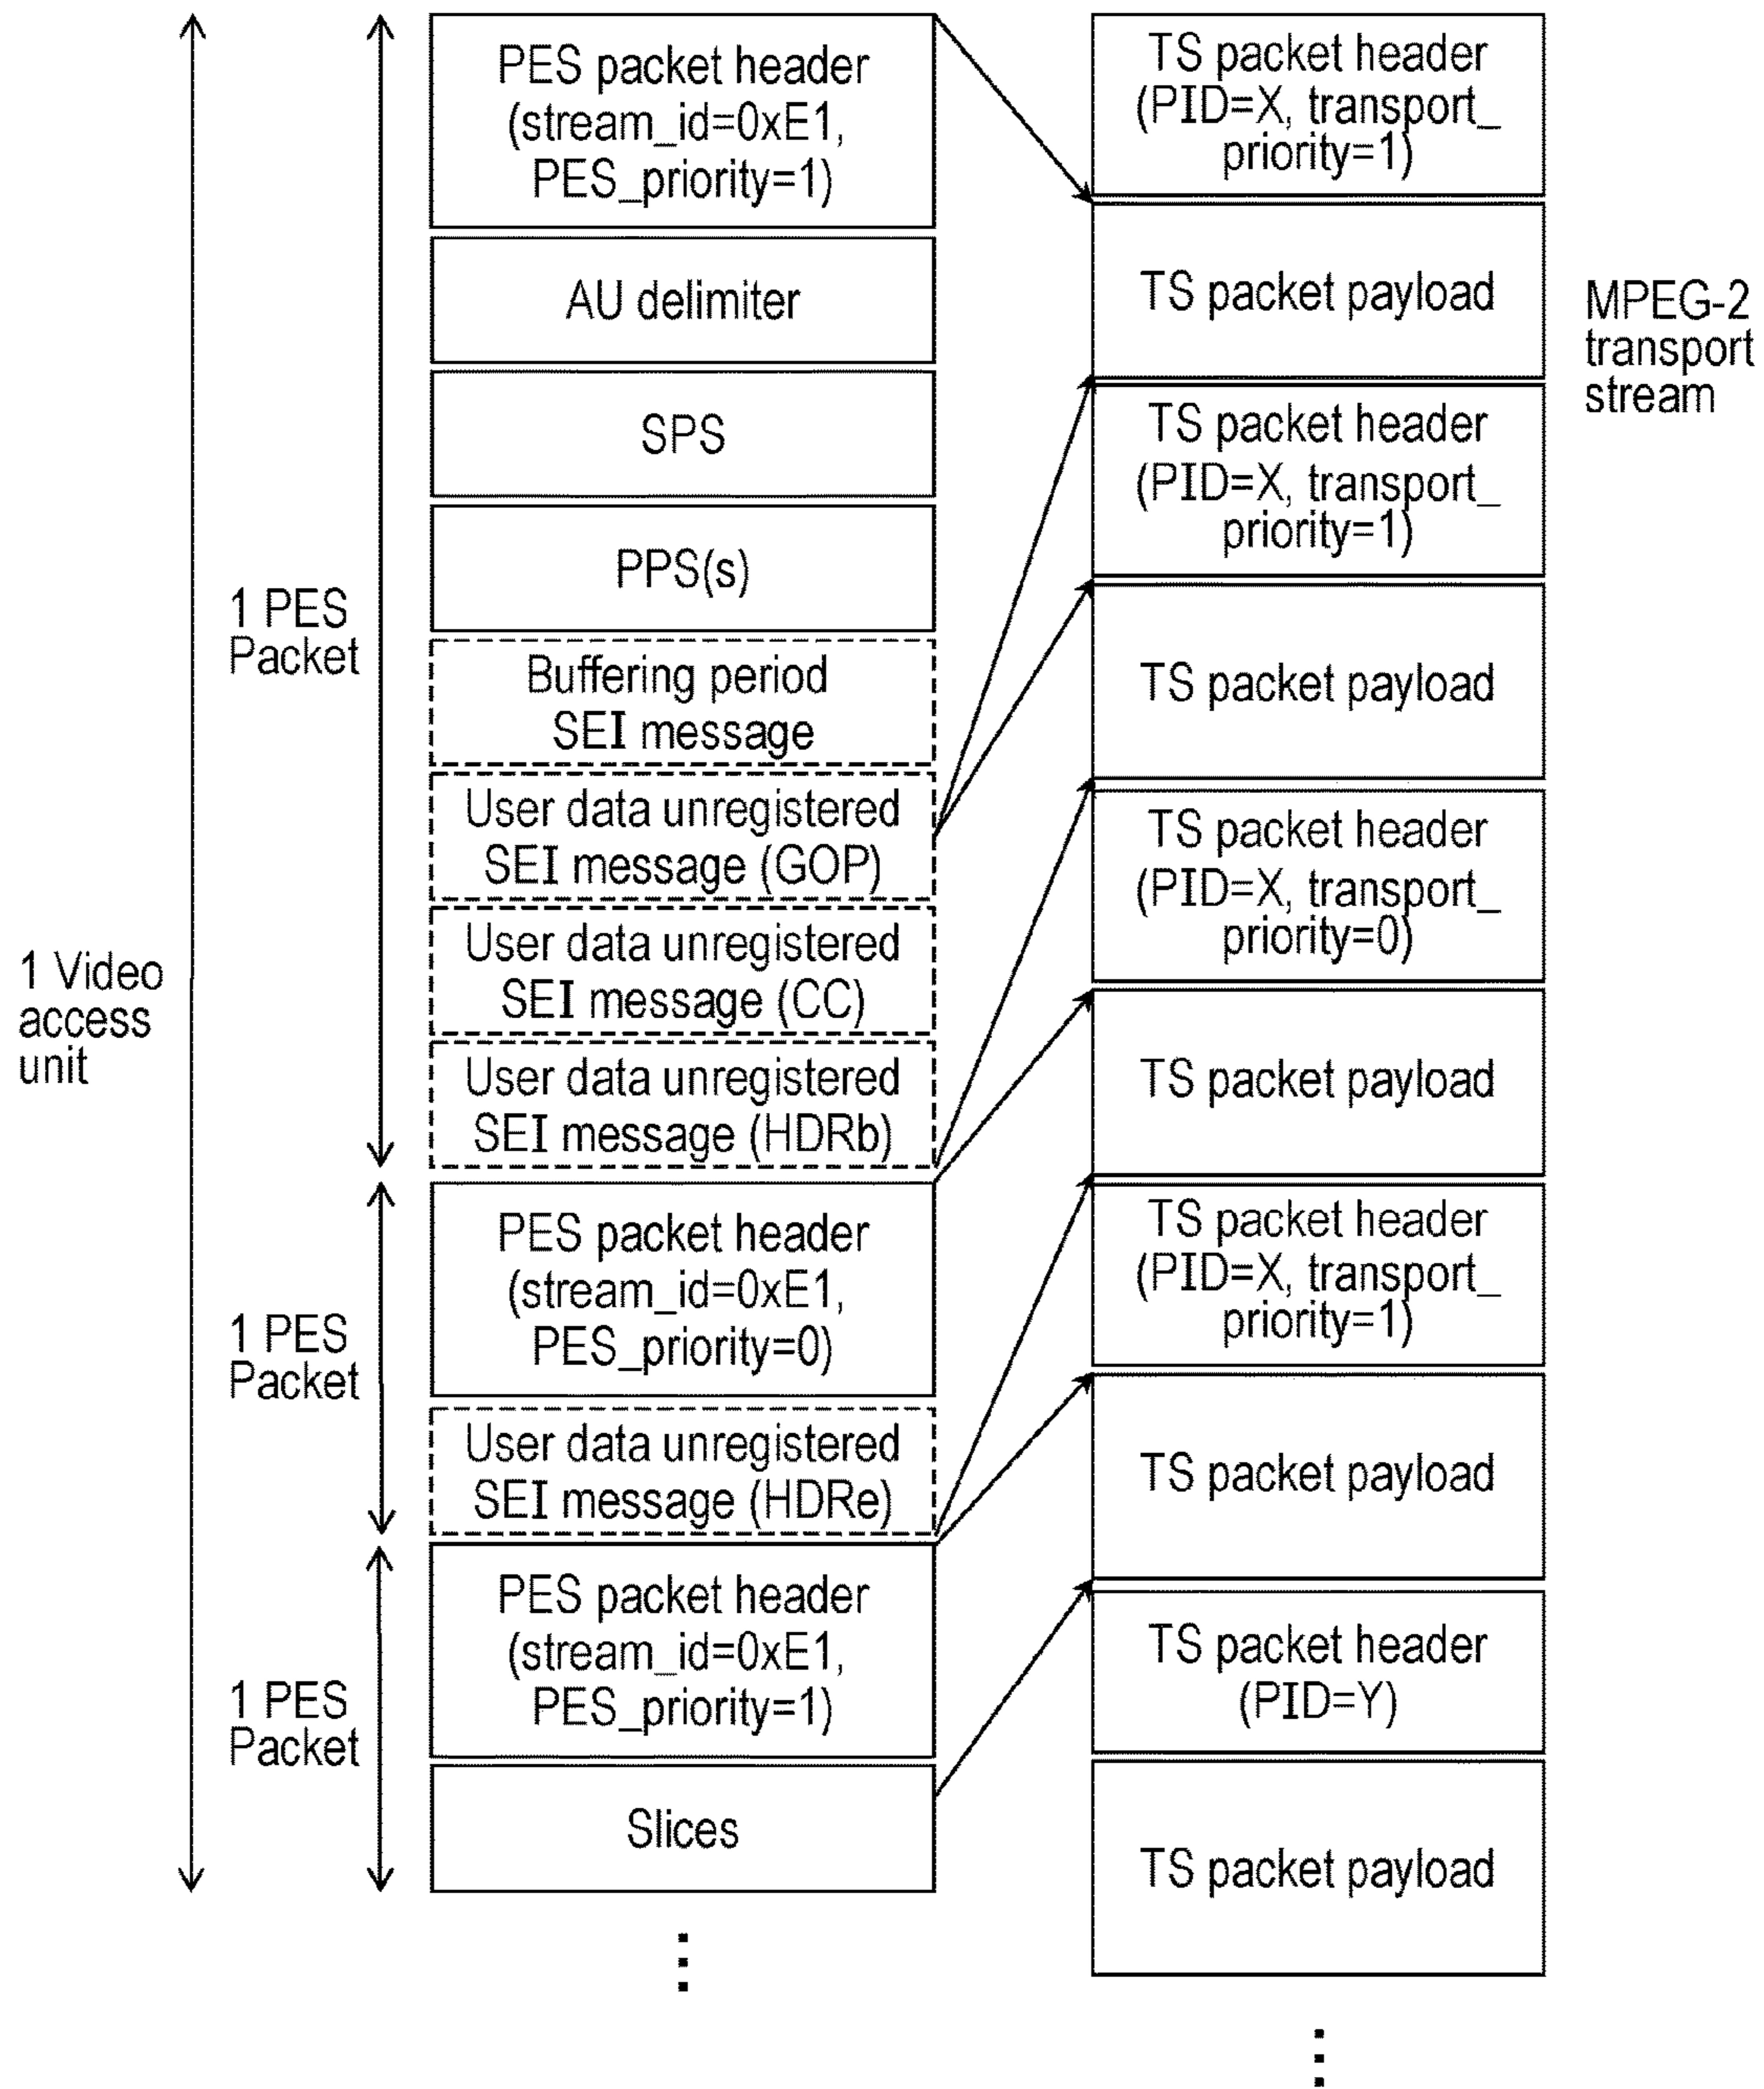 1 Video
access
unit
1 PES
Packet
1 PES
Packet
1 PES
Packet
PES packet header
(stream_id=0xE1,
PES_priority=1)
AU delimiter
SPS
PPS(s)
Buffering period
SEI message
User data unregistered
SEI message (GOP)
User data unregistered
SEI message (CC)
User data unregistered
SEI message (HDRb)
PES packet header
(stream_id=0xE1,
PES_priority=0)
User data unregistered
SEI message (HDRe)
PES packet header
(stream_id=0xE1,
PES_priority=1)
Slices
TS packet header
(PID=X, transport_
priority=1)
TS packet payload
TS packet header
(PID=X, transport_
priority=1)
TS packet payload
TS packet header
(PID=X, transport_
priority=0)
TS packet payload
TS packet header
(PID=X, transport_
priority=1)
TS packet payload
TS packet header
(PID=Y)
TS packet payload
MPEG-2
transport
stream